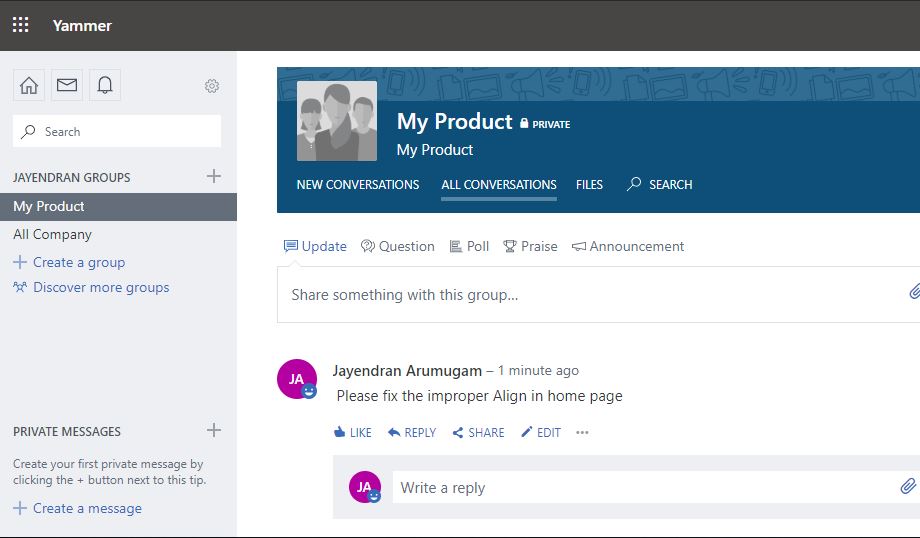 Yammer
Search
JAYENDRAN GROUPS
My Product
All Company
Create a group
Discover more groups
PRIVATE MESSAGES
Create your first private message by
clicking the + button next to this tip.
Create a message
My Product PRIVATE
My Product
NEW CONVERSATIONS ALL CONVERSATIONS FILES SEARCH
Update Question Poll Praise Announcement
Share something with this group...
JA
Jayendran Arumugam – 1 minute ago
Please fix the improper Align in home page
LIKE REPLY SHARE EDIT •••
JA
Write a reply